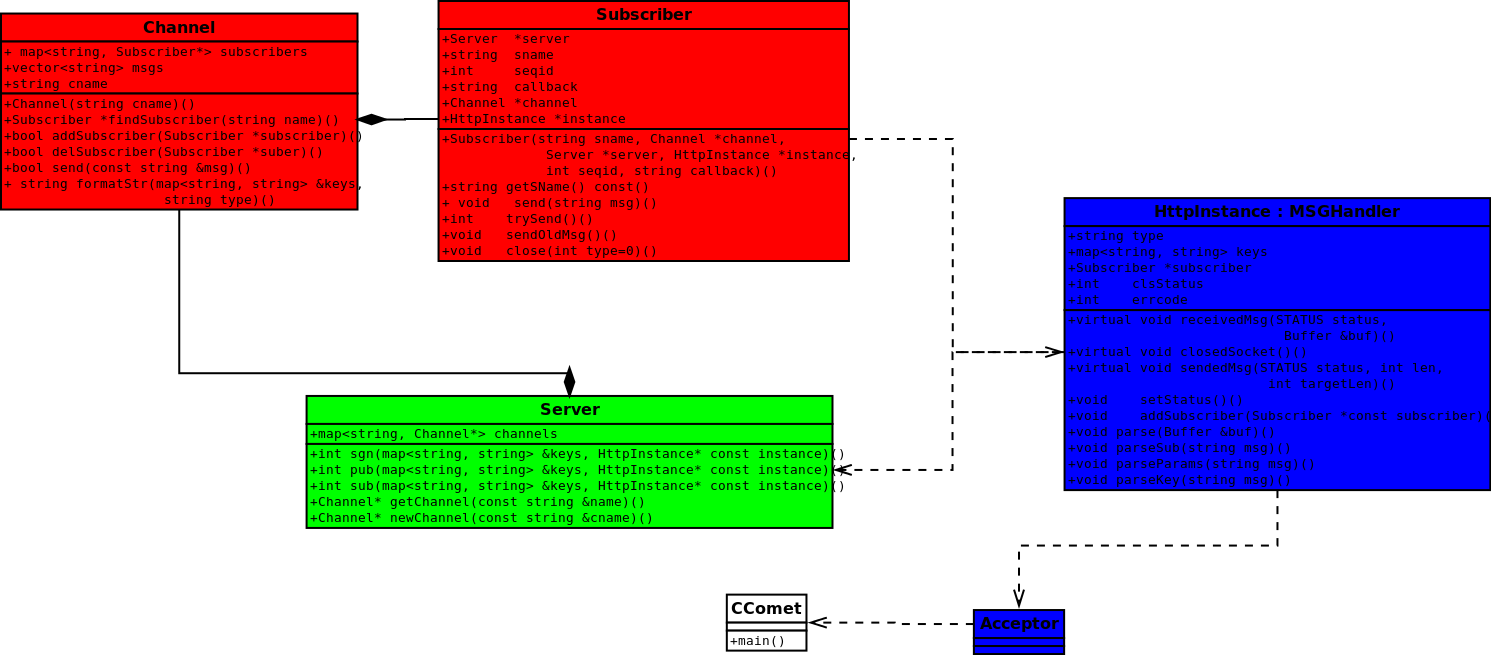 Channel
+ map<string, Subscriber*> subscribers
+vector<string> msgs
+string cname
+Channel(string cname)()
+Subscriber *findSubscriber(string name)()
+bool addSubscriber(Subscriber *subscriber)()
+bool delSubscriber(Subscriber *suber)()
+bool send(const string &msg)()
+ string formatStr(map<string, string> &keys,
string type)()
Subscriber
+Server *server
+string sname
+int seqid
+string callback
+Channel *channel
+HttpInstance *instance
+Subscriber(string sname, Channel *channel,
Server *server, HttpInstance *instance,
int seqid, string callback)()
+string getSName() const()
+ void send(string msg)()
+int trySend()()
+void sendOldMsg()()
+void close(int type=0)()
HttpInstance : MSGHandler
+string type
+map<string, string> keys
+Subscriber *subscriber
+int clsStatus
+int errcode
+virtual void receivedMsg(STATUS status,
Buffer &buf)()
+virtual void closedSocket()()
+virtual void sendedMsg(STATUS status, int len,
int targetLen)()
+void setStatus()()
+void addSubscriber(Subscriber *const subscriber)(
+void parse(Buffer &buf)()
+void parseSub(string msg)()
+void parseParams(string msg)()
+void parseKey(string msg)()
Server
+map<string, Channel*> channels
+int sgn(map<string, string> &keys, HttpInstance* const instance)()
+int pub(map<string, string> &keys, HttpInstance* const instance)()
+int sub(map<string, string> &keys, HttpInstance* const instance)()
+Channel* getChannel(const string &name)()
+Channel* newChannel(const string &cname)()
CComet
+main()
Acceptor